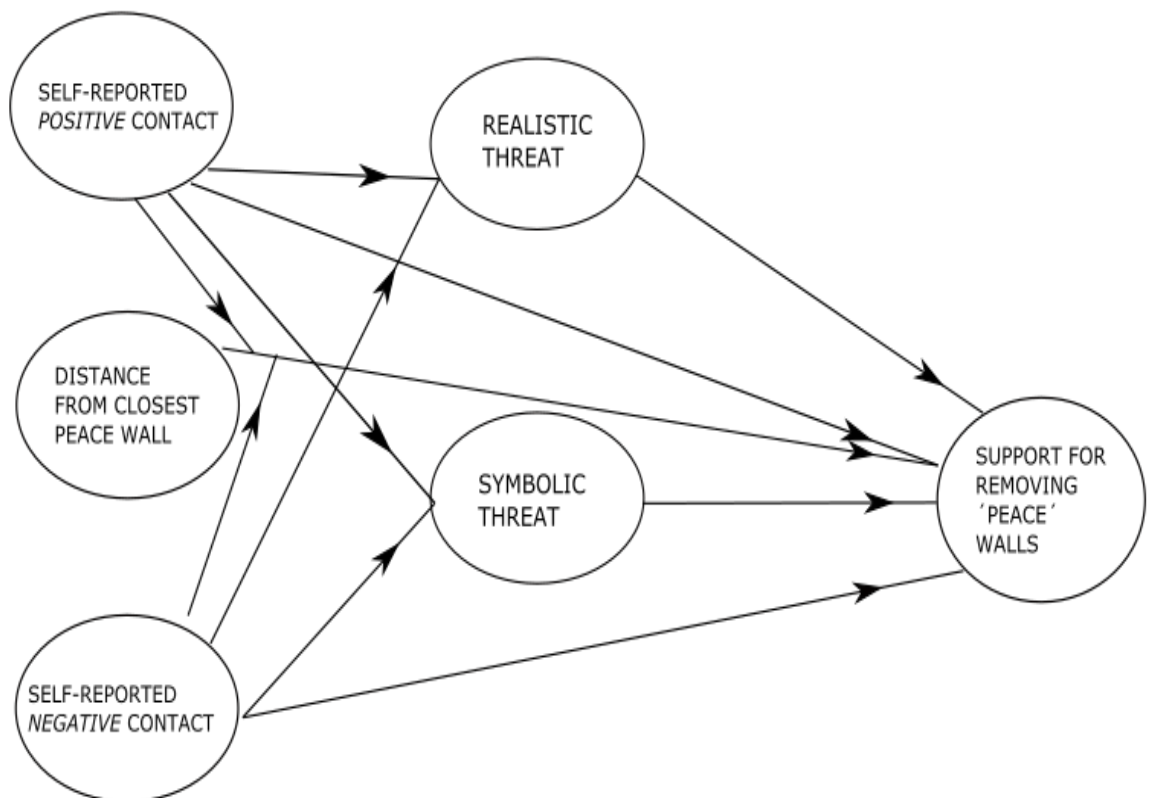 SELF-REPORTED
POSITIVE CONTACT
REALISTIC
THREAT
DISTANCE
FROM CLOSEST
PEACE WALL
SYMBOLIC
THREAT
SUPPORT FOR
REMOVING
´PEACE´
WALLS
SELF-REPORTED
NEGATIVE CONTACT